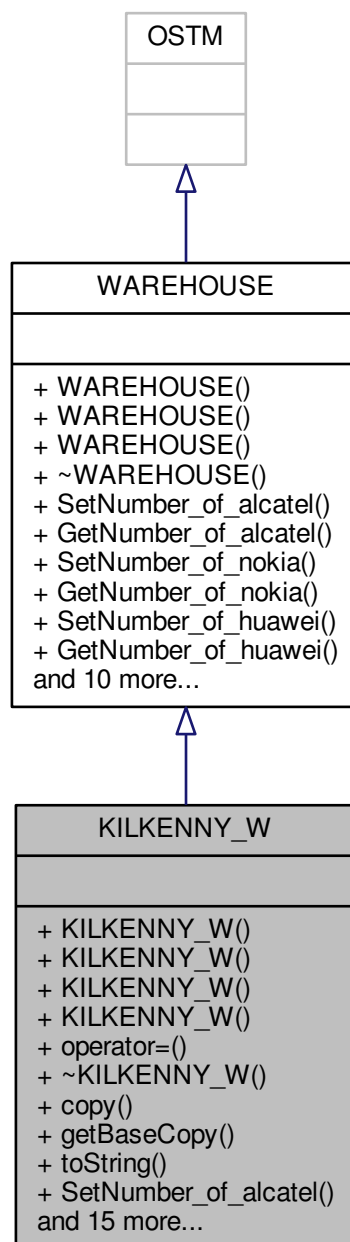 OSTM
WAREHOUSE
+ WAREHOUSE()
+ WAREHOUSE()
+ WAREHOUSE()
+ ~WAREHOUSE()
+ SetNumber_of_alcatel()
+ GetNumber_of_alcatel()
+ SetNumber_of_nokia()
+ GetNumber_of_nokia()
+ SetNumber_of_huawei()
+ GetNumber_of_huawei()
and 10 more...
KILKENNY_W
+ KILKENNY_W()
+ KILKENNY_W()
+ KILKENNY_W()
+ KILKENNY_W()
+ operator=()
+ ~KILKENNY_W()
+ copy()
+ getBaseCopy()
+ toString()
+ SetNumber_of_alcatel()
and 15 more...